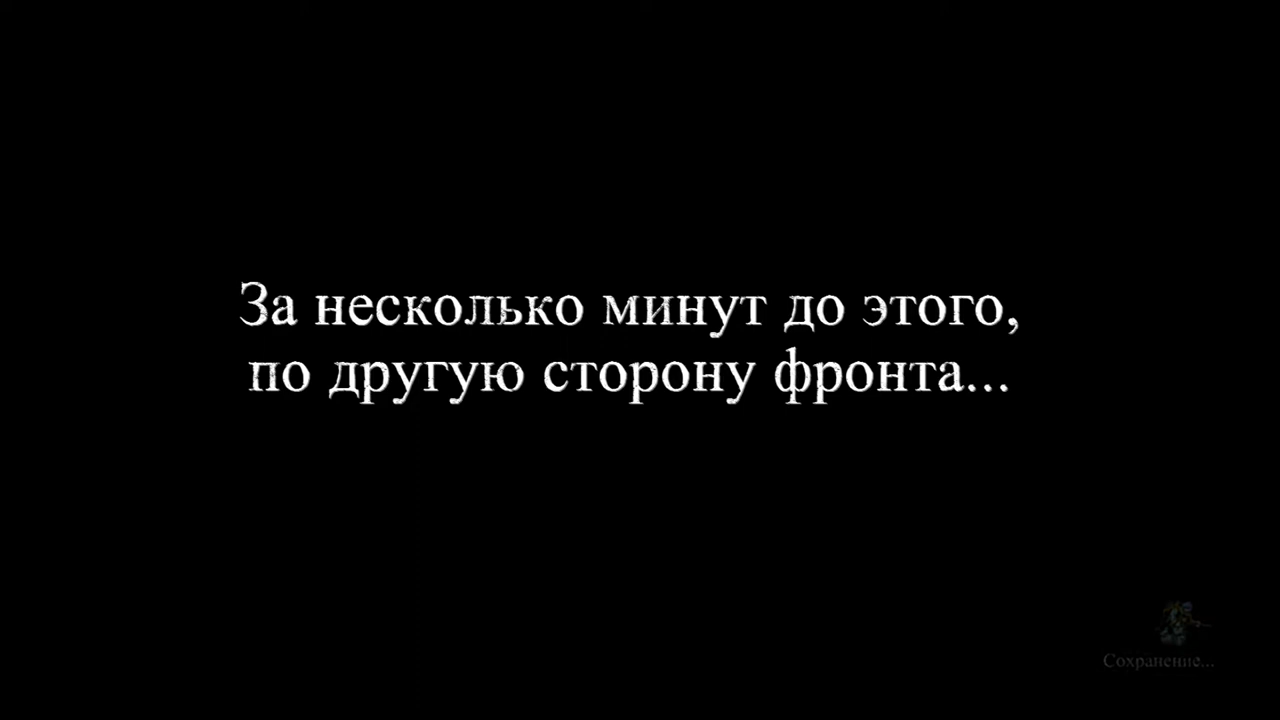 За несколько минут до этого,
по другую сторону фронта...
Сохранение...